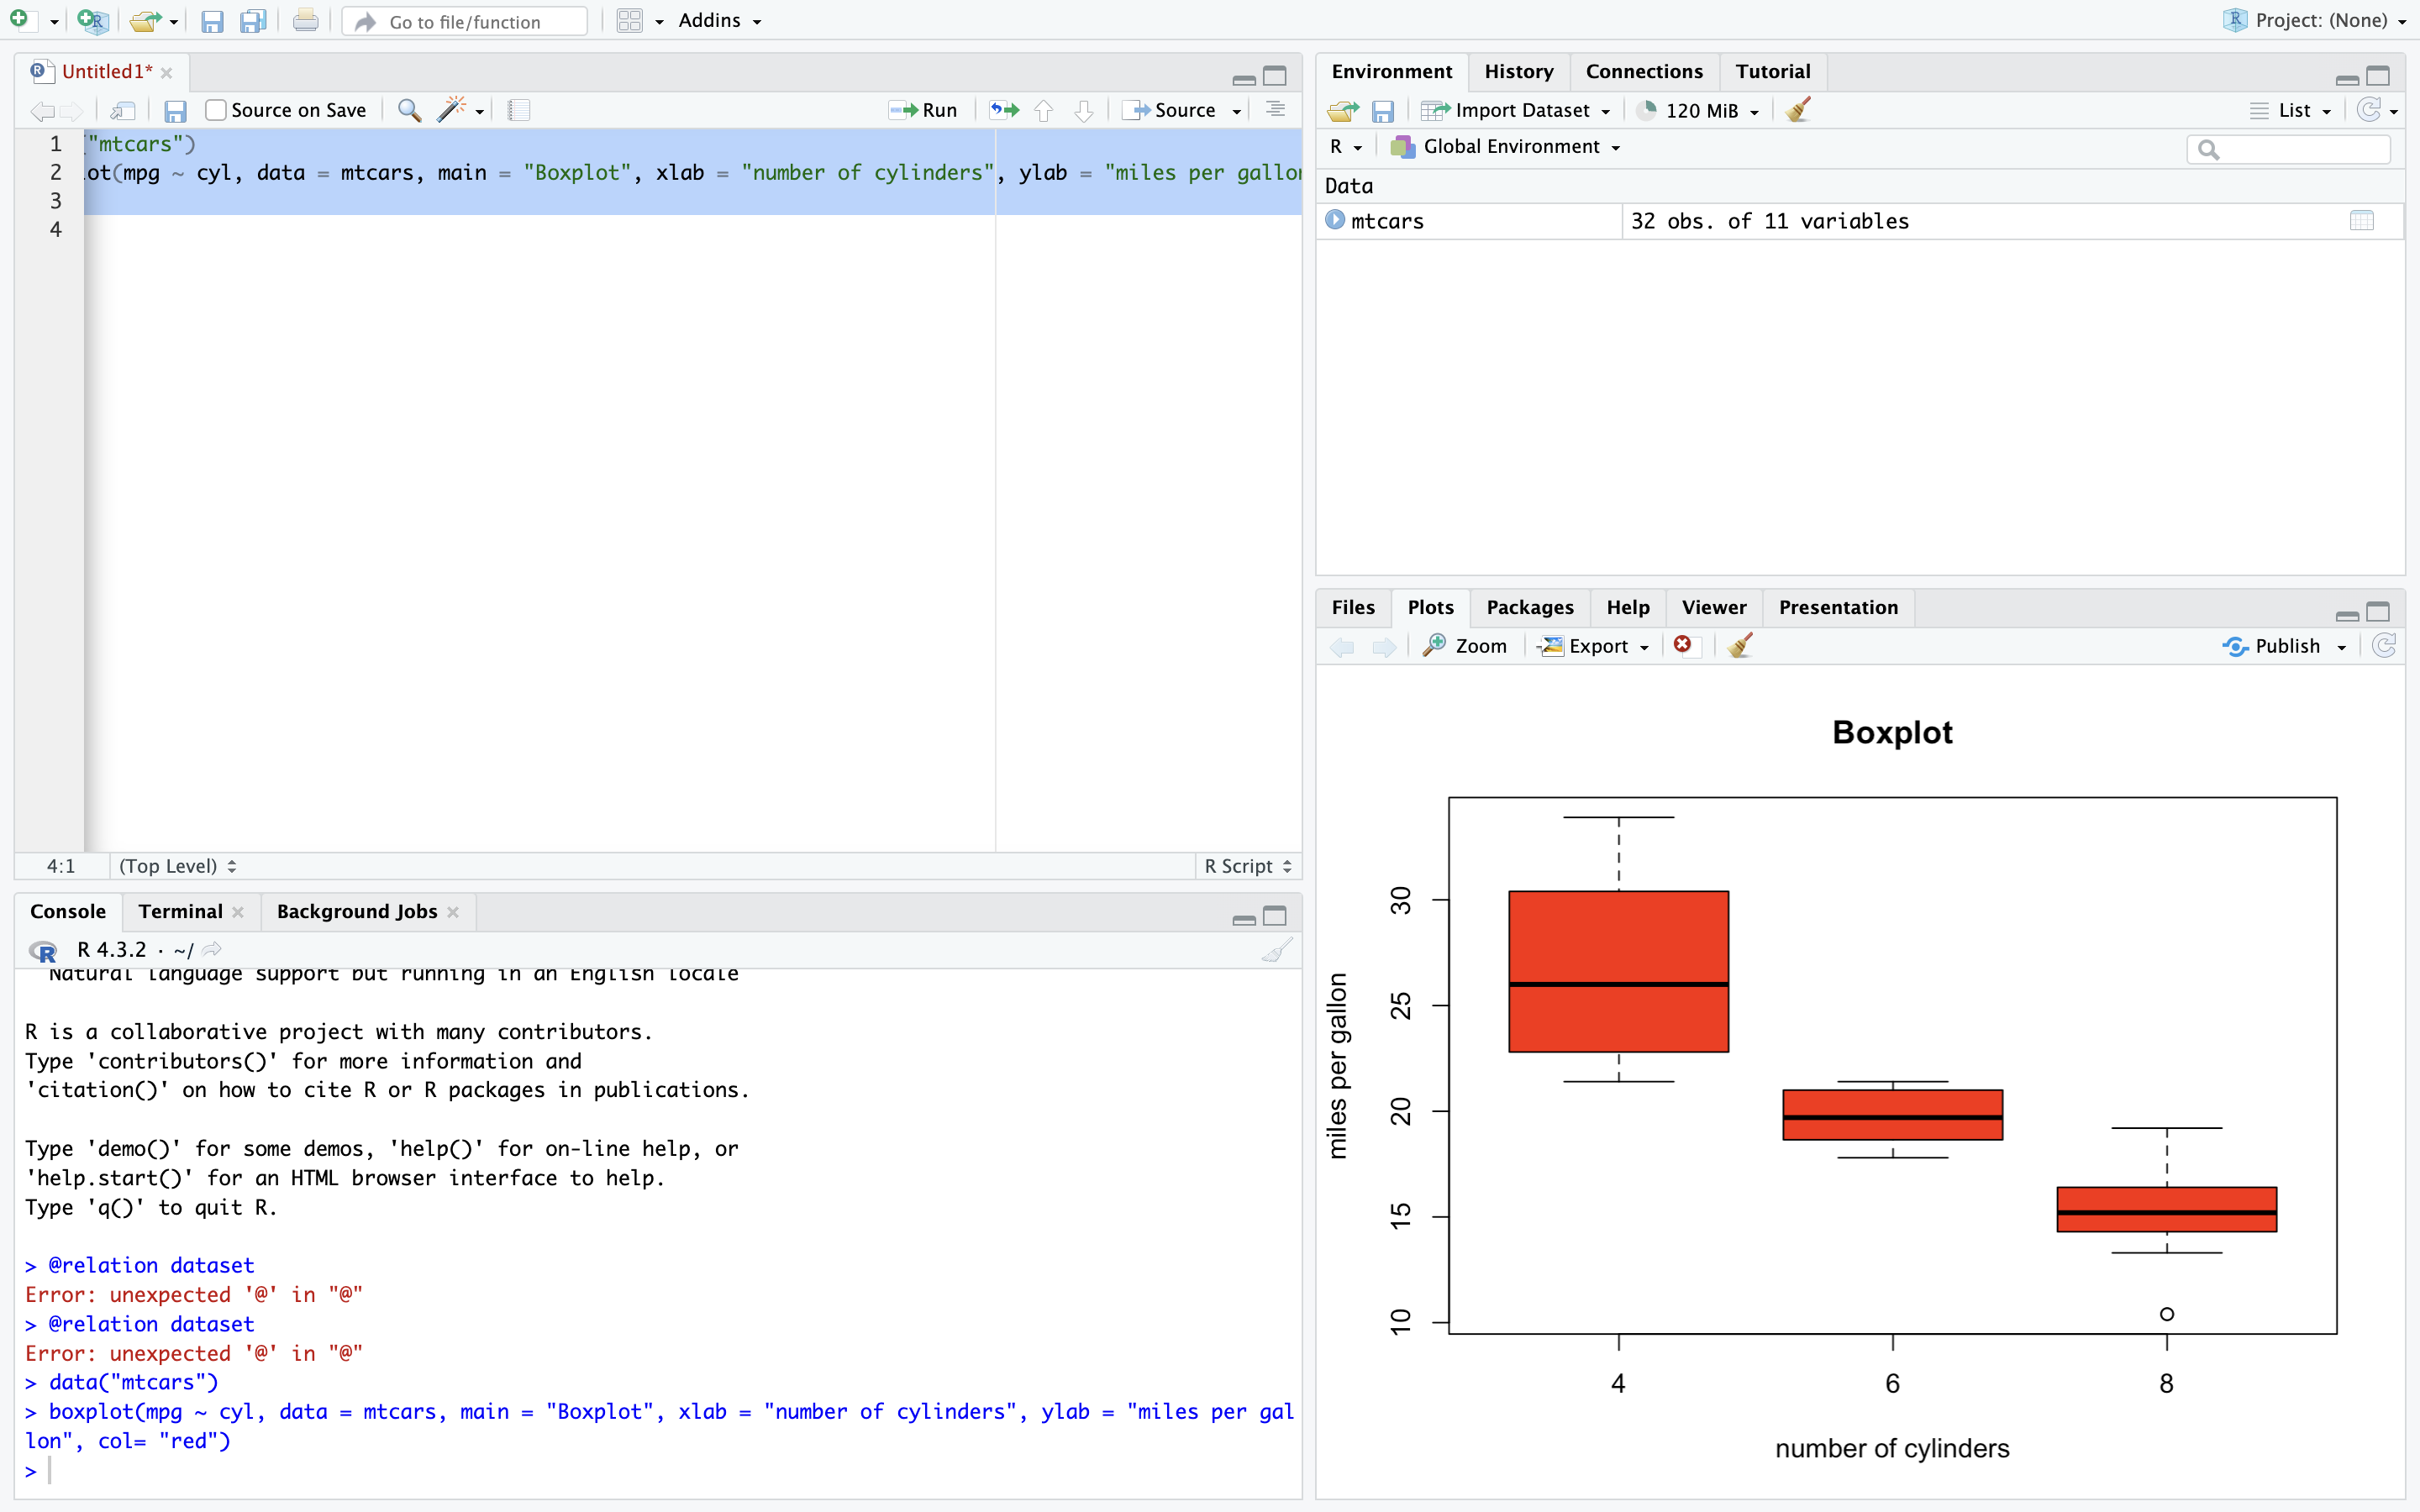 Go to file/function
Addins
Project: (None)
Untitled1*
Source on Save
Run
Source
1 ("mtcars")
2 lot(mpg ~ cyl, data = mtcars, main = "Boxplot", xlab = "number of cylinders", ylab = "miles per gallon
3
4
4:1 (Top Level)
R Script
Console Terminal Background Jobs
R 4.3.2 · ~/
Natural language support but running in an English locale
R is a collaborative project with many contributors.
Type 'contributors()' for more information and
'citation()' on how to cite R or R packages in publications.
Type 'demo()' for some demos, 'help()' for on-line help, or
'help.start()' for an HTML browser interface to help.
Type 'q()' to quit R.
> @relation dataset
Error: unexpected '@' in "@"
> @relation dataset
Error: unexpected '@' in "@"
> data("mtcars")
> boxplot(mpg ~ cyl, data = mtcars, main = "Boxplot", xlab = "number of cylinders", ylab = "miles per gal
lon", col= "red")
>
Environment History Connections Tutorial
Import Dataset 120 MiB List
R Global Environment
Data
mtcars 32 obs. of 11 variables
Files Plots Packages Help Viewer Presentation
Zoom Export Publish
Boxplot
miles per gallon
30
25
20
15
10
4 6 8
number of cylinders